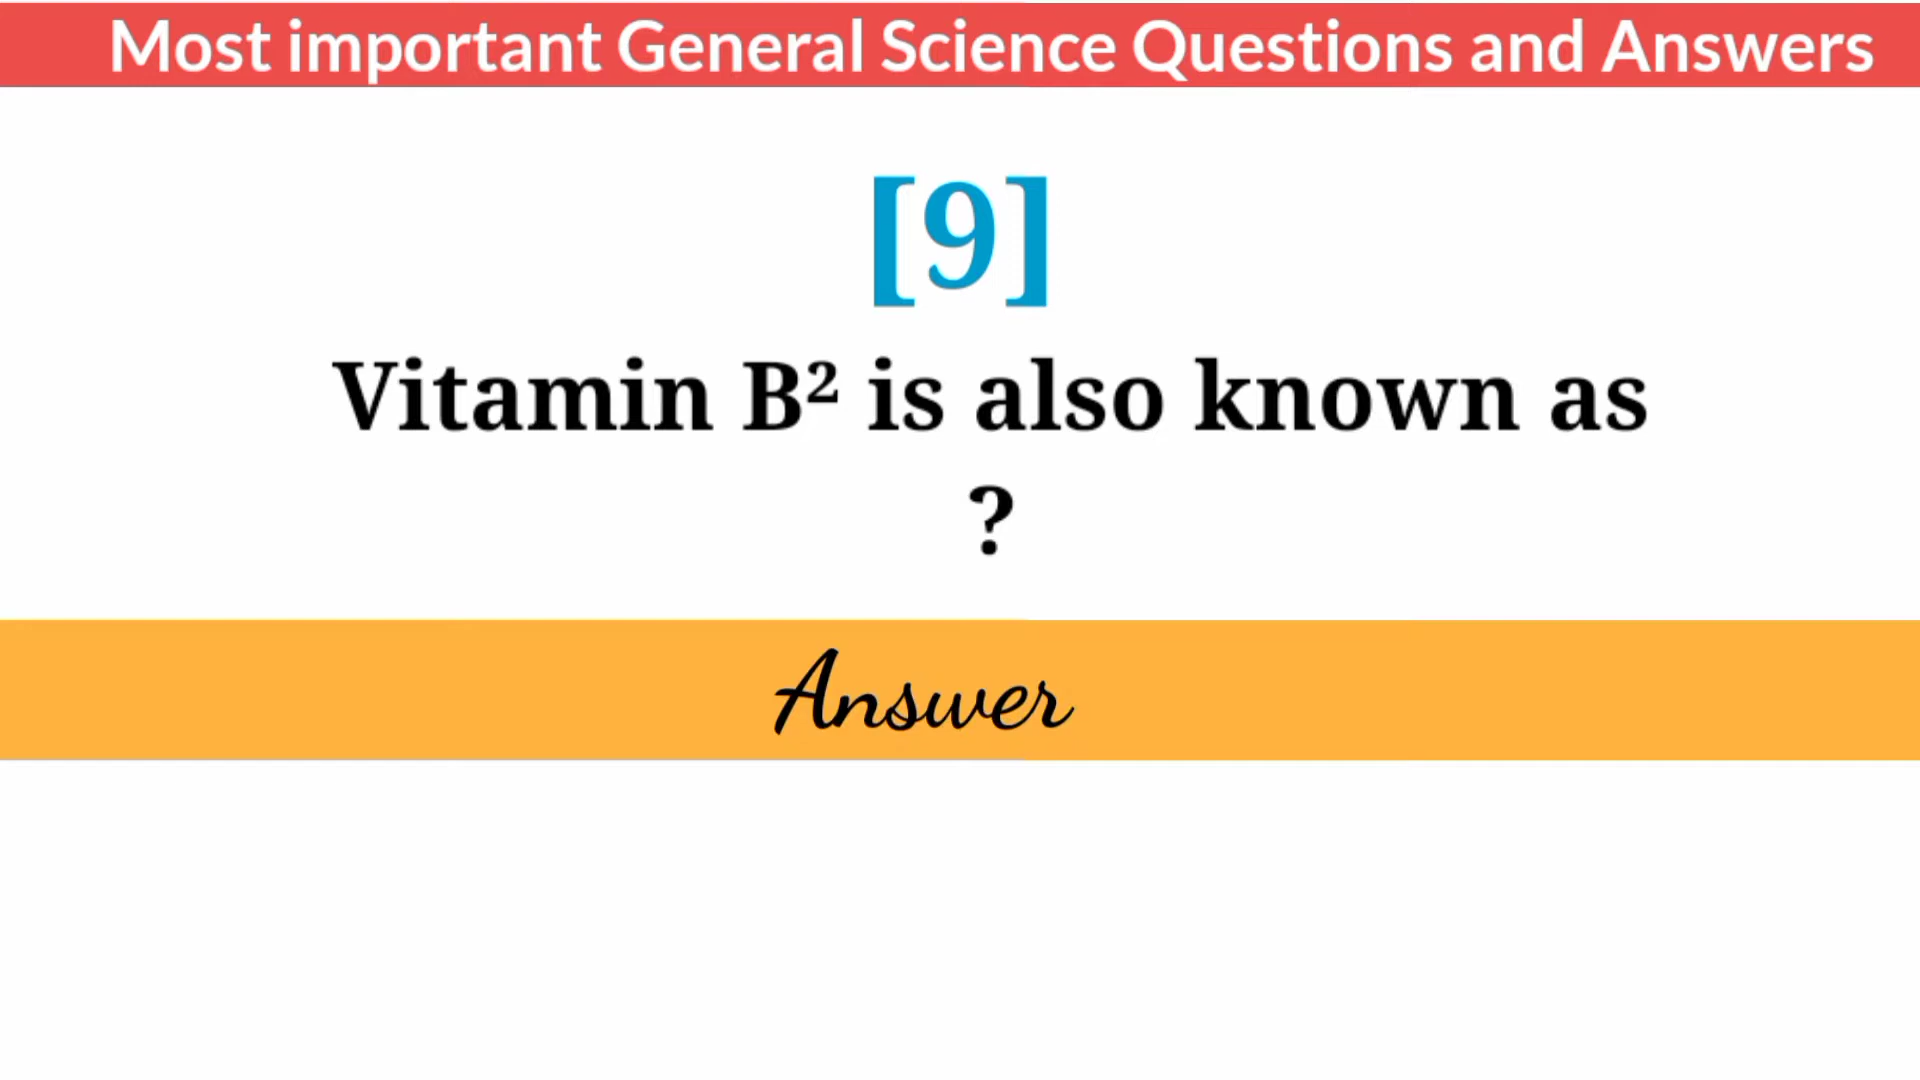 Most important General Science Questions and Answers
[9]
Vitamin B² is also known as
?
Answer